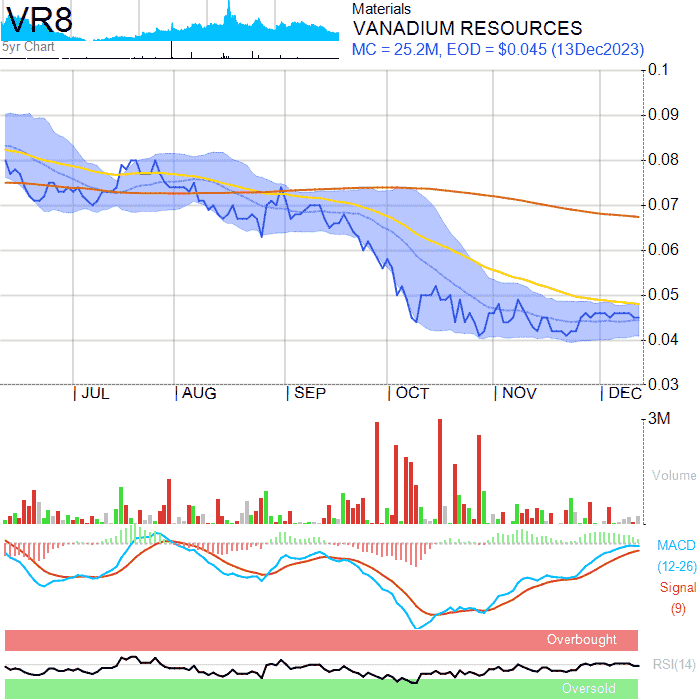 VR8
5yr Chart
Materials
VANADIUM RESOURCES
MC = 25.2M, EOD = $0.045 (13Dec2023)
0.1
0.09
0.08
0.07
0.06
0.05
0.04
0.03
| JUL | AUG | SEP | OCT | NOV | DEC
3M
Volume
MACD
(12-26)
Signal
(9)
Overbought
RSI(14)
Oversold